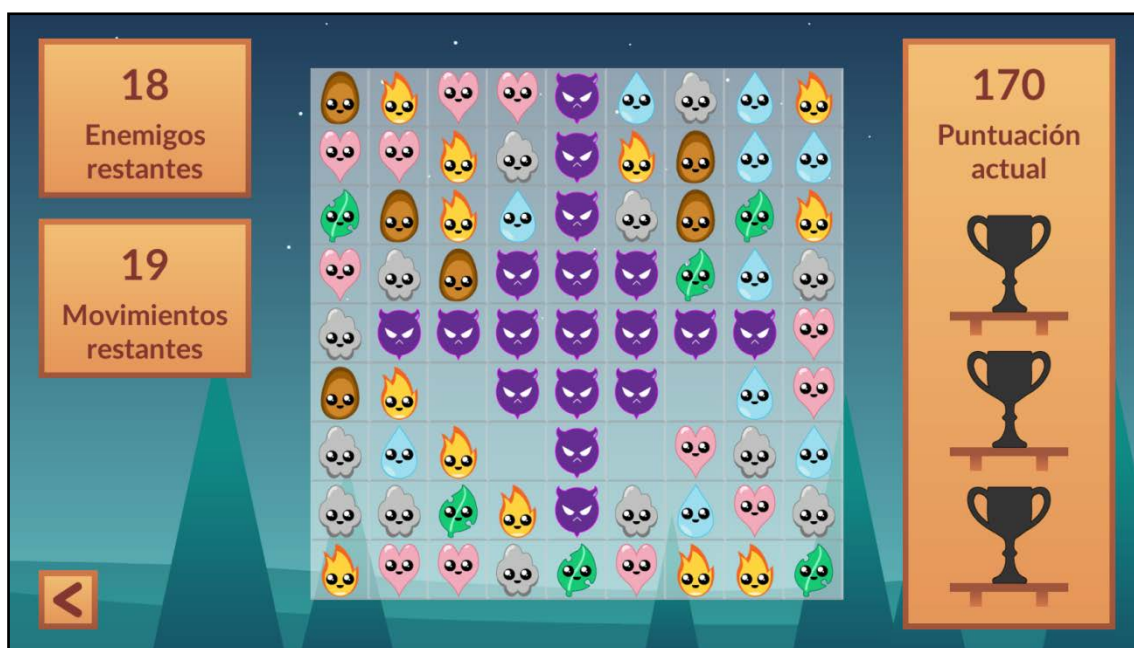 18
Enemigos
restantes
19
Movimientos
restantes
170
Puntuación
actual